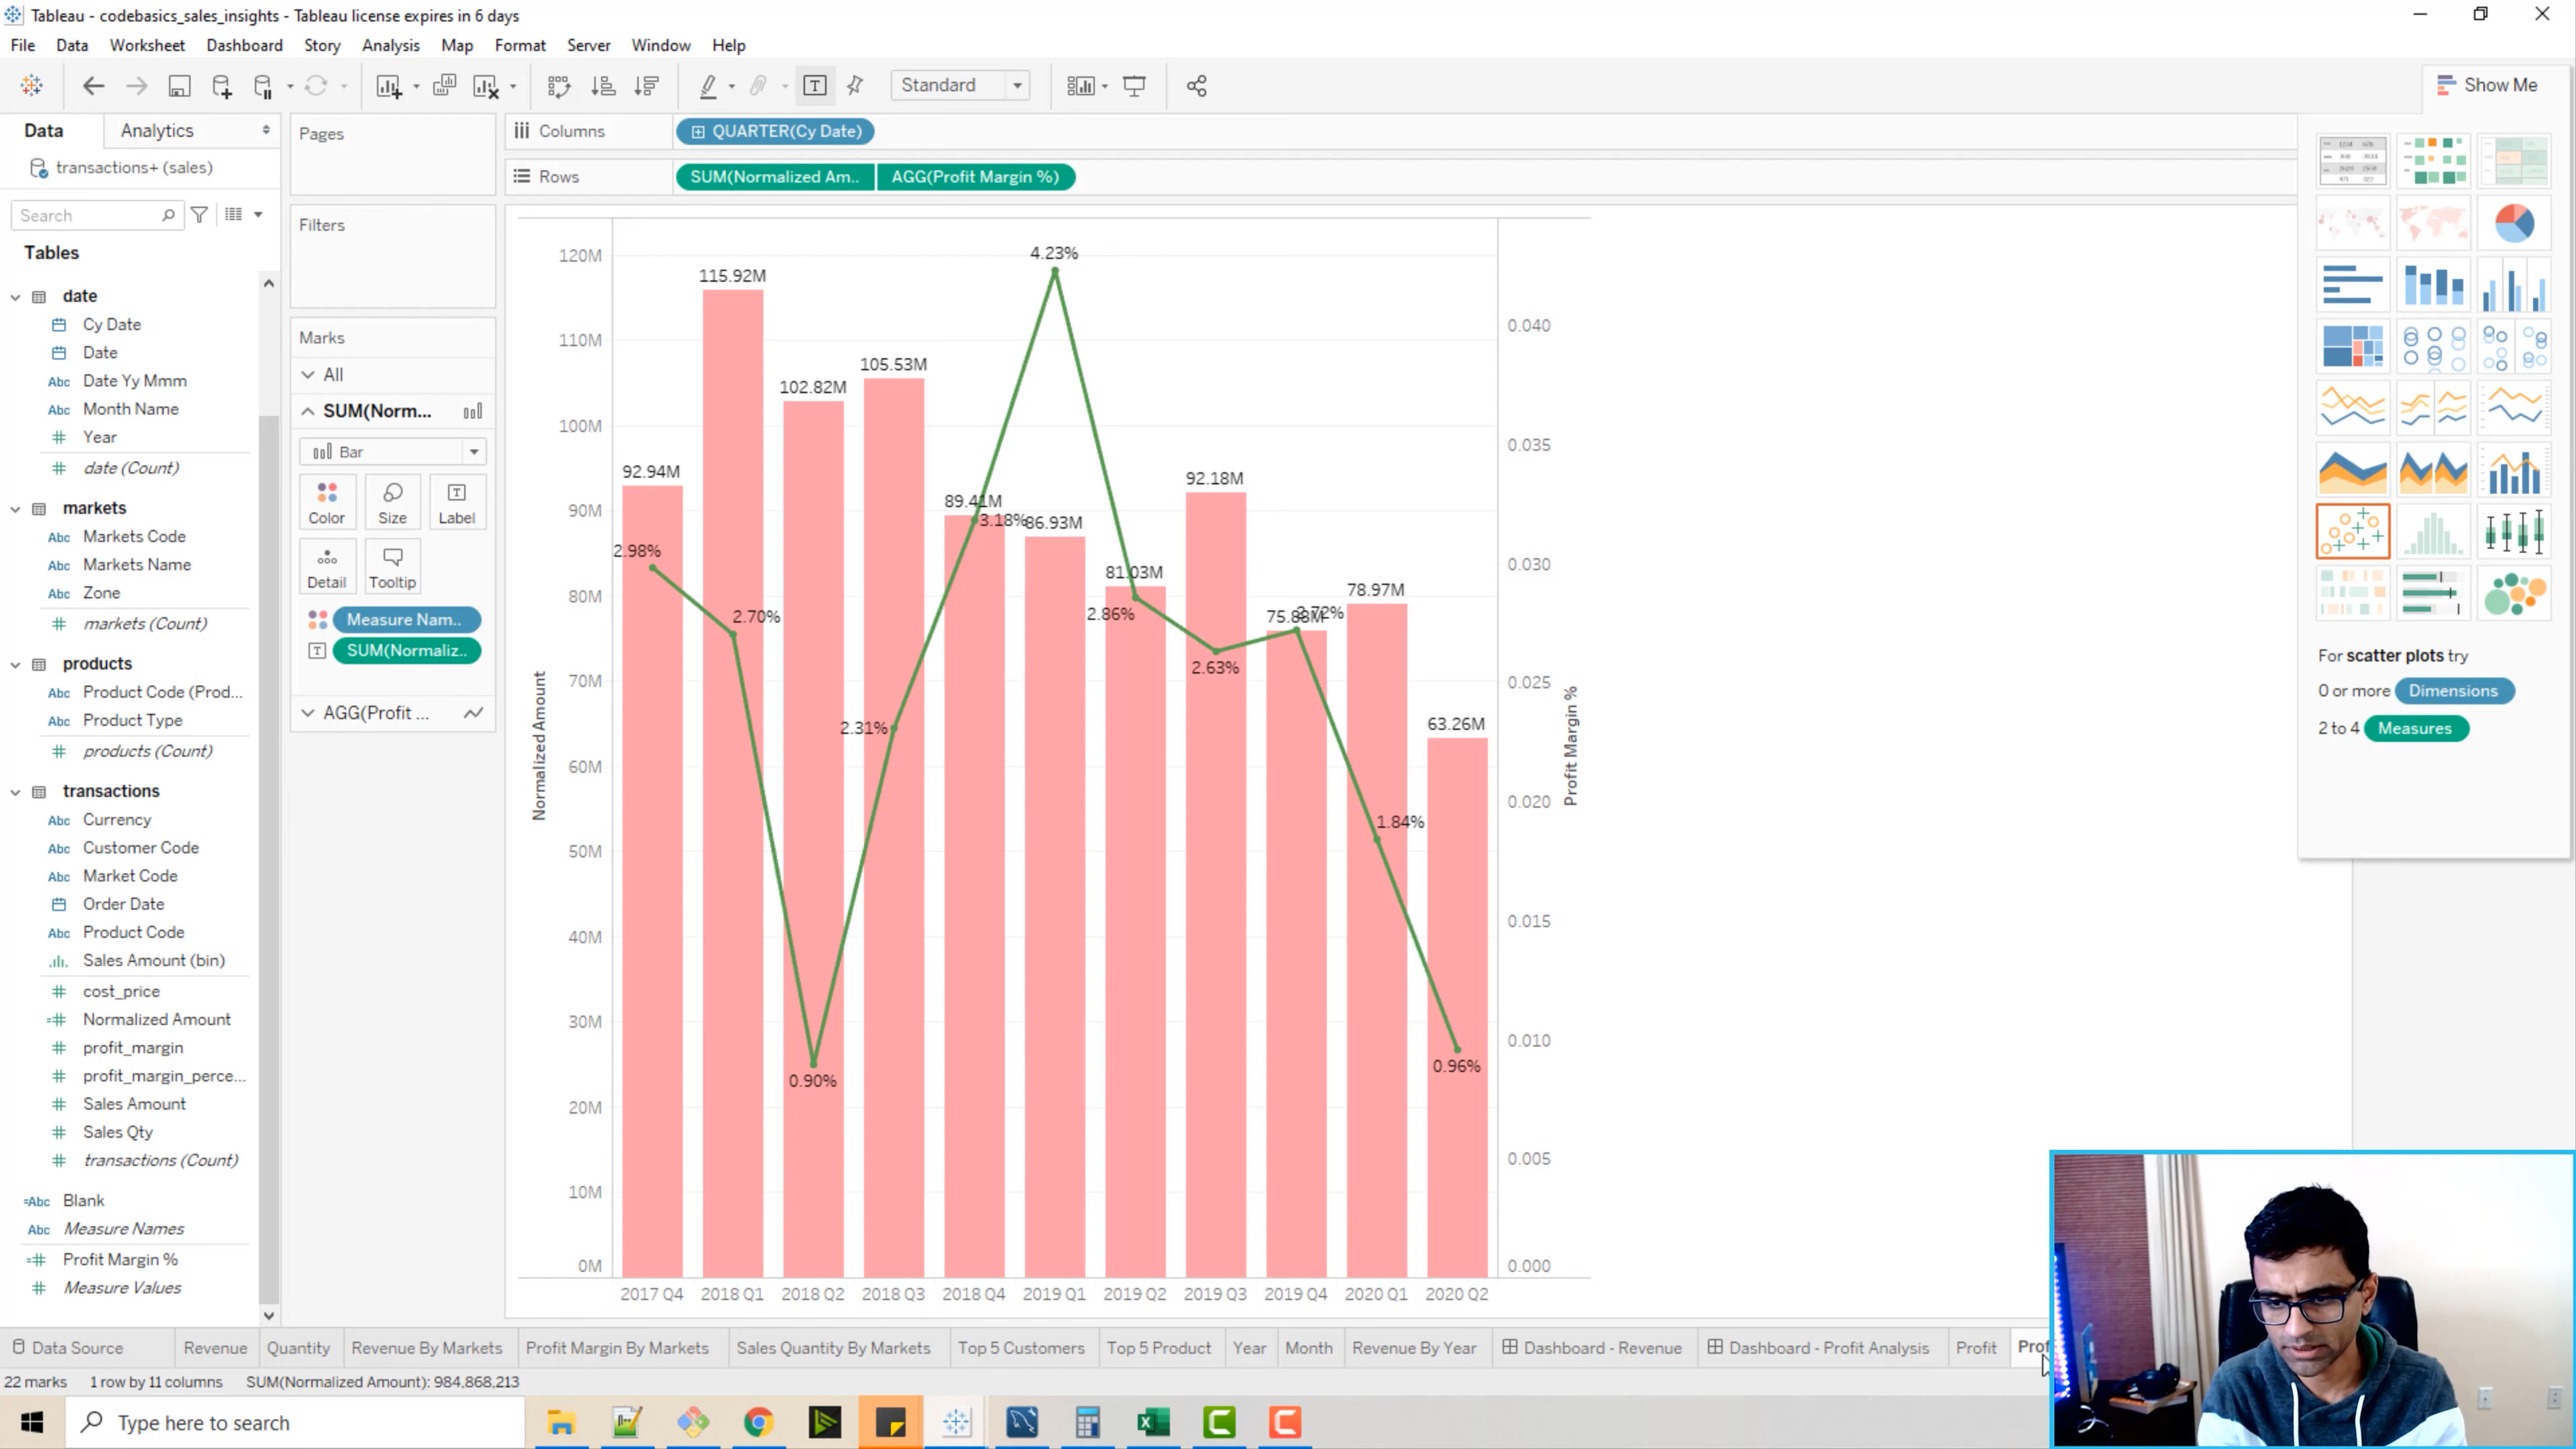 Tableau - codebasics_sales_insights - Tableau license expires in 6 days
File Data Worksheet Dashboard Story Analysis Map Format Server Window Help
Standard
Show Me
Data Analytics
transactions+ (sales)
Search
Tables
date
Cy Date
Date
Abc Date Yy Mmm
Abc Month Name
# Year
# date (Count)
markets
Abc Markets Code
Abc Markets Name
Abc Zone
# markets (Count)
products
Abc Product Code (Prod...
Abc Product Type
# products (Count)
transactions
Abc Currency
Abc Customer Code
Abc Market Code
Order Date
Abc Product Code
Sales Amount (bin)
# cost_price
=# Normalized Amount
# profit_margin
# profit_margin_perce...
# Sales Amount
# Sales Qty
# transactions (Count)
=Abc Blank
Abc Measure Names
=# Profit Margin %
# Measure Values
Pages
Filters
Marks
All
SUM(Norm...
Bar
Color Size Label
Detail Tooltip
Measure Nam..
SUM(Normaliz..
AGG(Profit ...
Columns QUARTER(Cy Date)
Rows SUM(Normalized Am.. AGG(Profit Margin %)
Normalized Amount
120M
110M
100M
90M
80M
70M
60M
50M
40M
30M
20M
10M
0M
92.94M
115.92M
102.82M
105.53M
89.41M
86.93M
81.03M
92.18M
78.97M
63.26M
2.98%
2.70%
0.90%
2.31%
3.18%
4.23%
2.86%
2.63%
1.84%
0.96%
0.040
0.035
0.030
0.025
0.020
0.015
0.010
0.005
0.000
Profit Margin %
2017 Q4 2018 Q1 2018 Q2 2018 Q3 2018 Q4 2019 Q1 2019 Q2 2019 Q3 2019 Q4 2020 Q1 2020 Q2
For scatter plots try
0 or more Dimensions
2 to 4 Measures
Data Source Revenue Quantity Revenue By Markets Profit Margin By Markets Sales Quantity By Markets Top 5 Customers Top 5 Product Year Month Revenue By Year Dashboard - Revenue Dashboard - Profit Analysis Profit Prof
22 marks 1 row by 11 columns SUM(Normalized Amount): 984,868,213
Type here to search